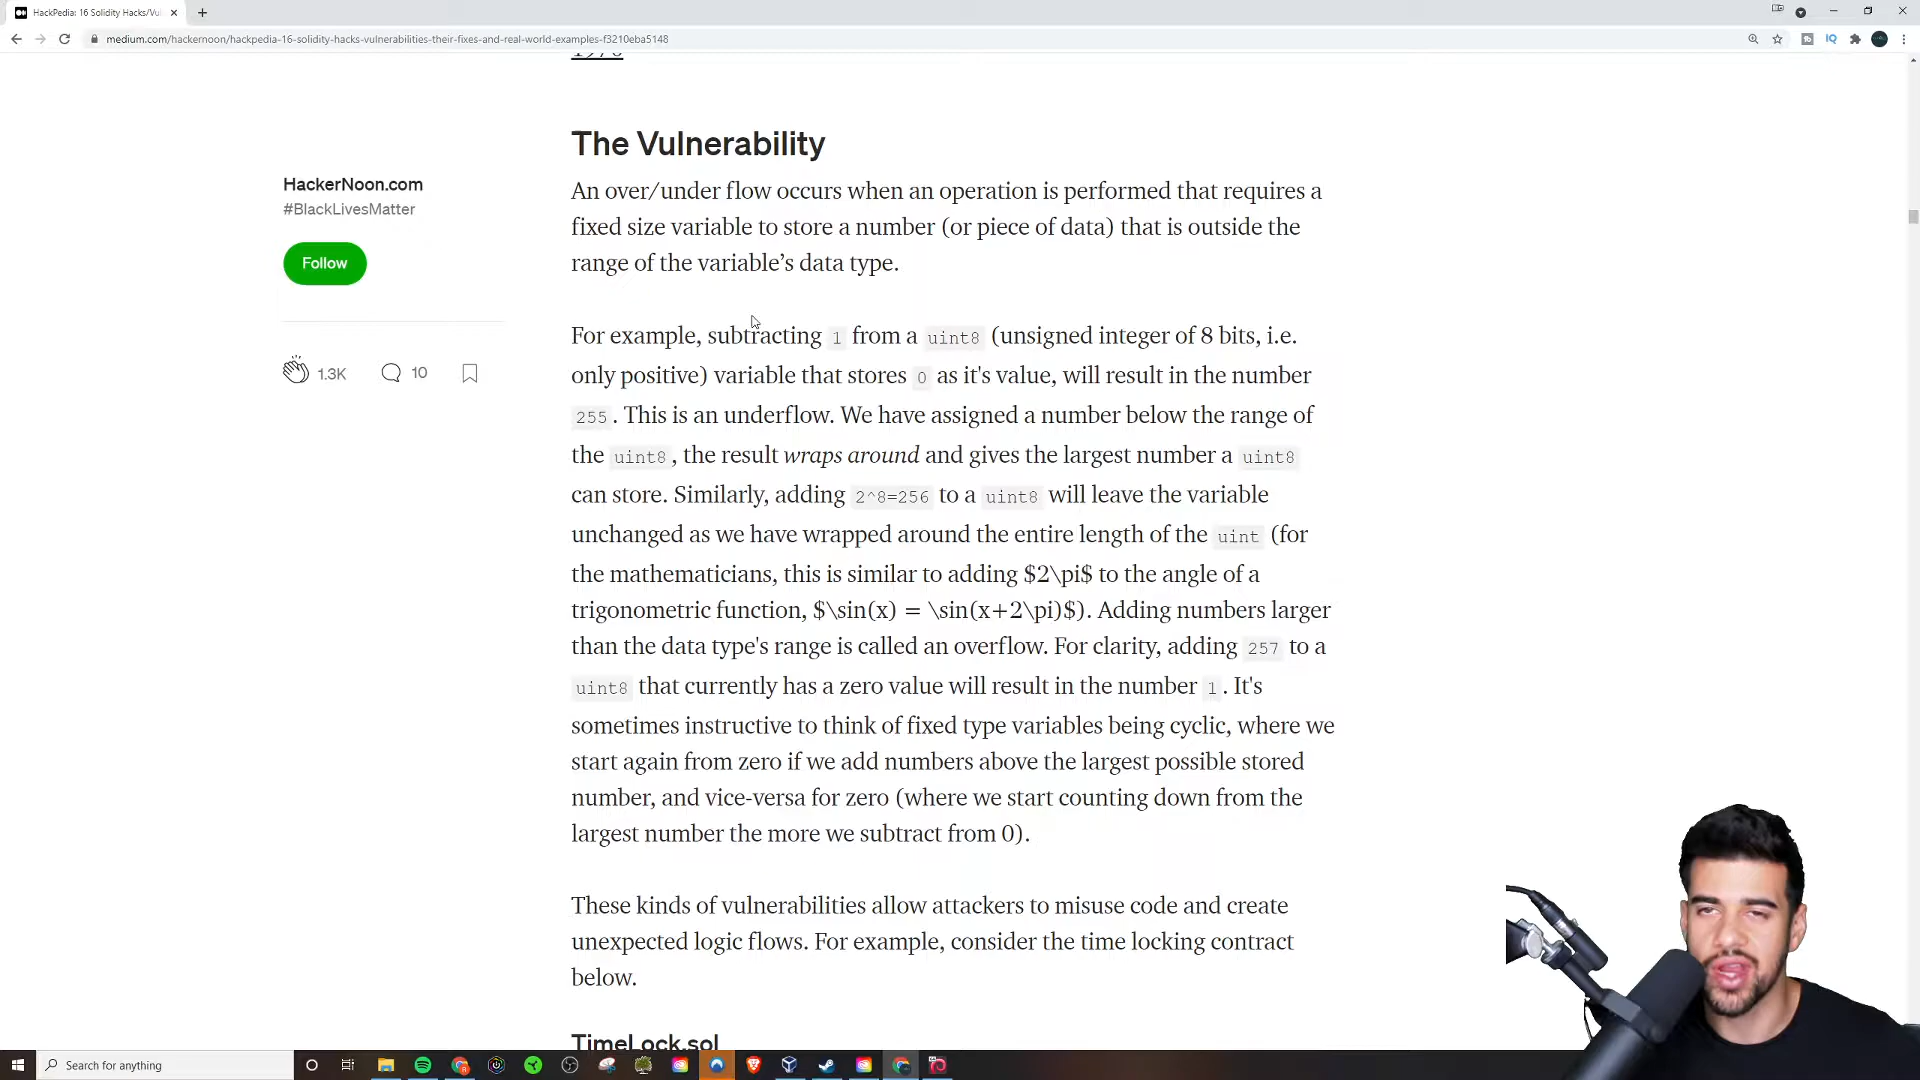 HackPedia: 16 Solidity Hacks/Vul
medium.com/hackernoon/hackpedia-16-solidity-hacks-vulnerabilities-their-fixes-and-real-world-examples-f3210eba5148
The Vulnerability
HackerNoon.com
#BlackLivesMatter
Follow
1.3K
10
An over/under flow occurs when an operation is performed that requires a
fixed size variable to store a number (or piece of data) that is outside the
range of the variable’s data type.
For example, subtracting 1 from a uint8 (unsigned integer of 8 bits, i.e.
only positive) variable that stores 0 as it's value, will result in the number
255. This is an underflow. We have assigned a number below the range of
the uint8, the result wraps around and gives the largest number a uint8
can store. Similarly, adding 2^8=256 to a uint8 will leave the variable
unchanged as we have wrapped around the entire length of the uint (for
the mathematicians, this is similar to adding $2\pi$ to the angle of a
trigonometric function, $\sin(x) = \sin(x+2\pi)$). Adding numbers larger
than the data type's range is called an overflow. For clarity, adding 257 to a
uint8 that currently has a zero value will result in the number 1. It's
sometimes instructive to think of fixed type variables being cyclic, where we
start again from zero if we add numbers above the largest possible stored
number, and vice-versa for zero (where we start counting down from the
largest number the more we subtract from 0).
These kinds of vulnerabilities allow attackers to misuse code and create
unexpected logic flows. For example, consider the time locking contract
below.
TimeLock.sol
Search for anything